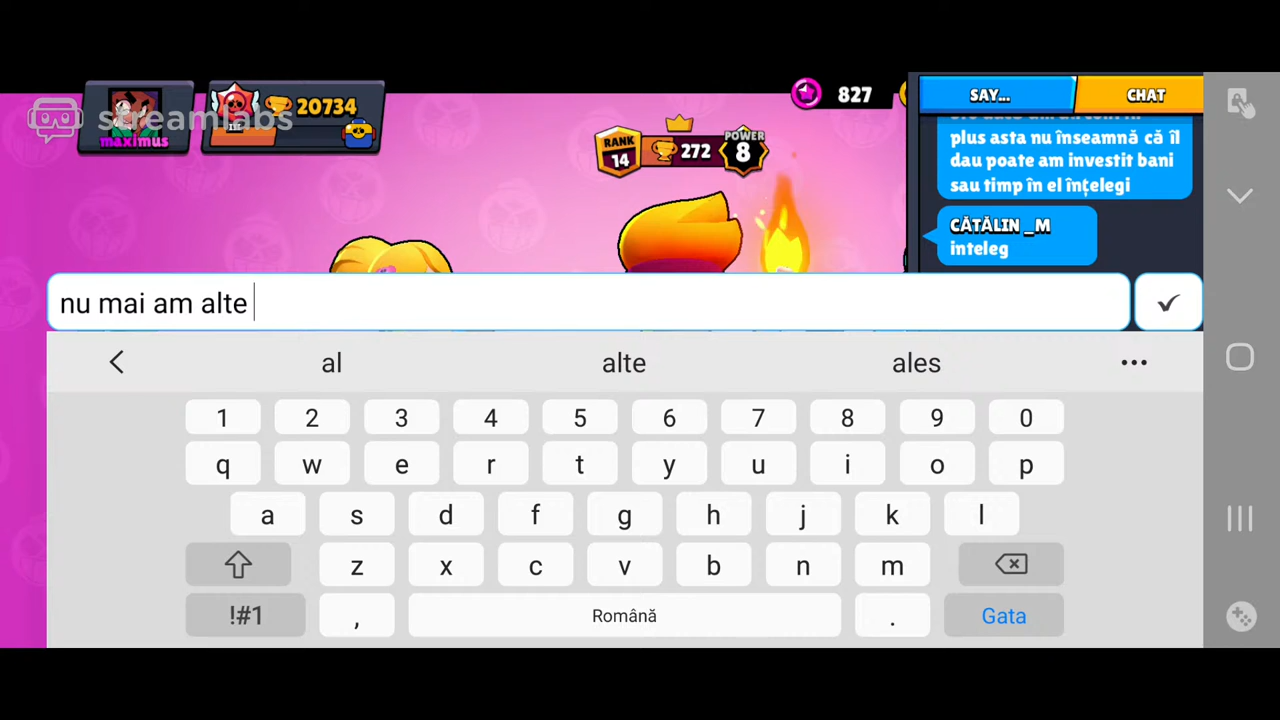 streamlabs
maximus
20734
RANK
14
272
POWER
8
827
SAY...
CHAT
plus asta nu înseamnă că îl
dau poate am investit bani
sau timp în el înțelegi
CĂTĂLIN _M
inteleg
nu mai am alte
al alte ales
1 2 3 4 5 6 7 8 9 0
q w e r t y u i o p
a s d f g h j k l
z x c v b n m
!#1 , Română . Gata